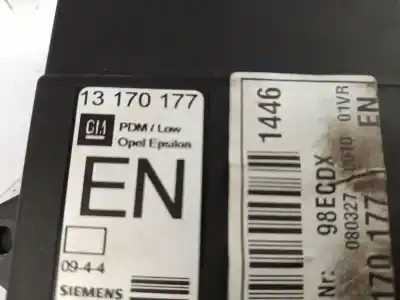 13 170 177
GM
PDM / Low
Opel Epsilon
EN
09-4-4
SIEMENS
1446
Nr: 98ECDX
080327
01VR
170 177
EN